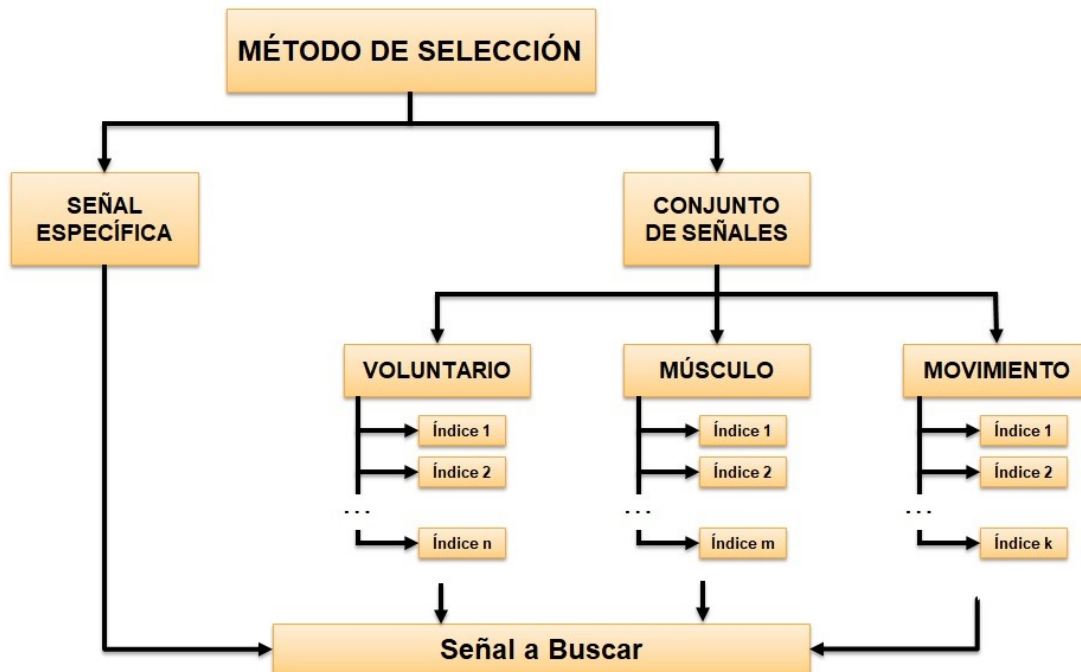 MÉTODO DE SELECCIÓN
SEÑAL
ESPECÍFICA
CONJUNTO
DE SEÑALES
VOLUNTARIO
MÚSCULO
MOVIMIENTO
Índice 1
Índice 1
Índice 1
Índice 2
Índice 2
Índice 2
...
...
...
Índice n
Índice m
Índice k
Señal a Buscar